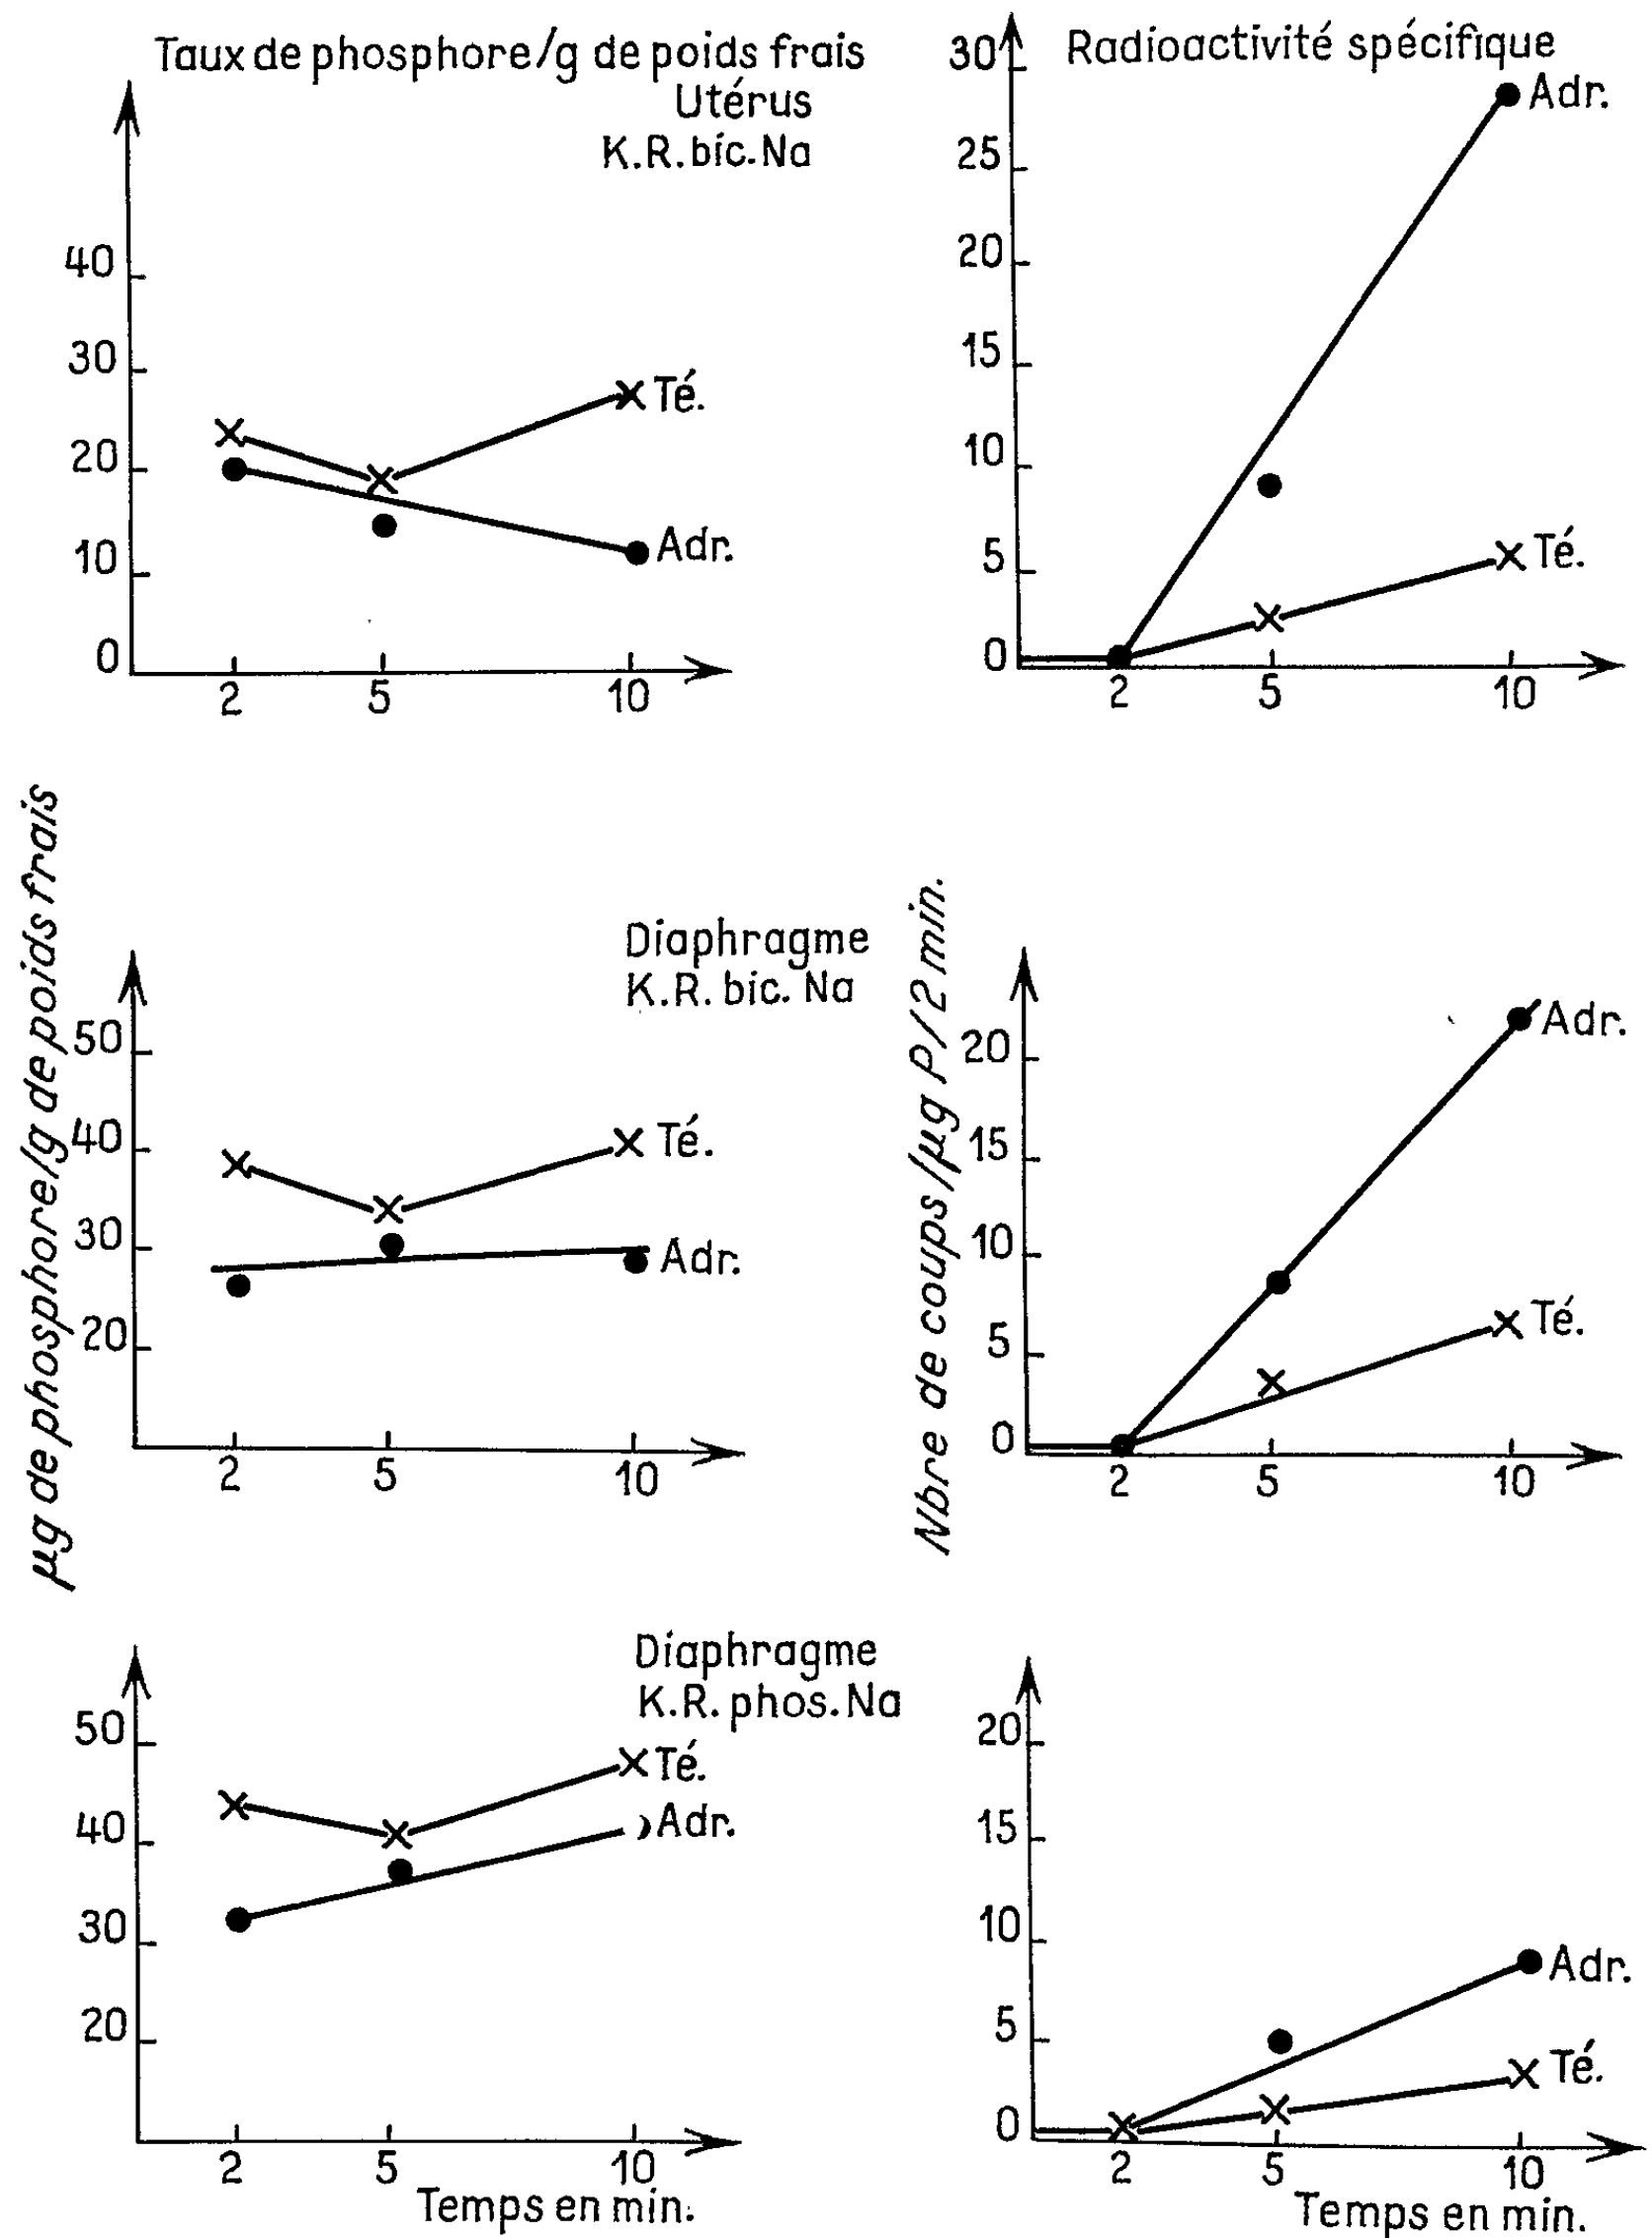 Taux de phosphore/g de poids frais
Utérus
K.R. bic. Na
40
30
20
10
0
2 5 10
Té.
Adr.
Radioactivité spécifique
30
25
20
15
10
5
0
2 5 10
Adr.
Té.
µg de phosphore/g de poids frais
Diaphragme
K.R. bic. Na
50
40
30
20
2 5 10
Té.
Adr.
Nbre de coups/µg P/2 min.
20
15
10
5
0
2 5 10
Adr.
Té.
Diaphragme
K.R. phos. Na
50
40
30
20
2 5 10
Té.
Adr.
Temps en min.
20
15
10
5
0
2 5 10
Adr.
Té.
Temps en min.